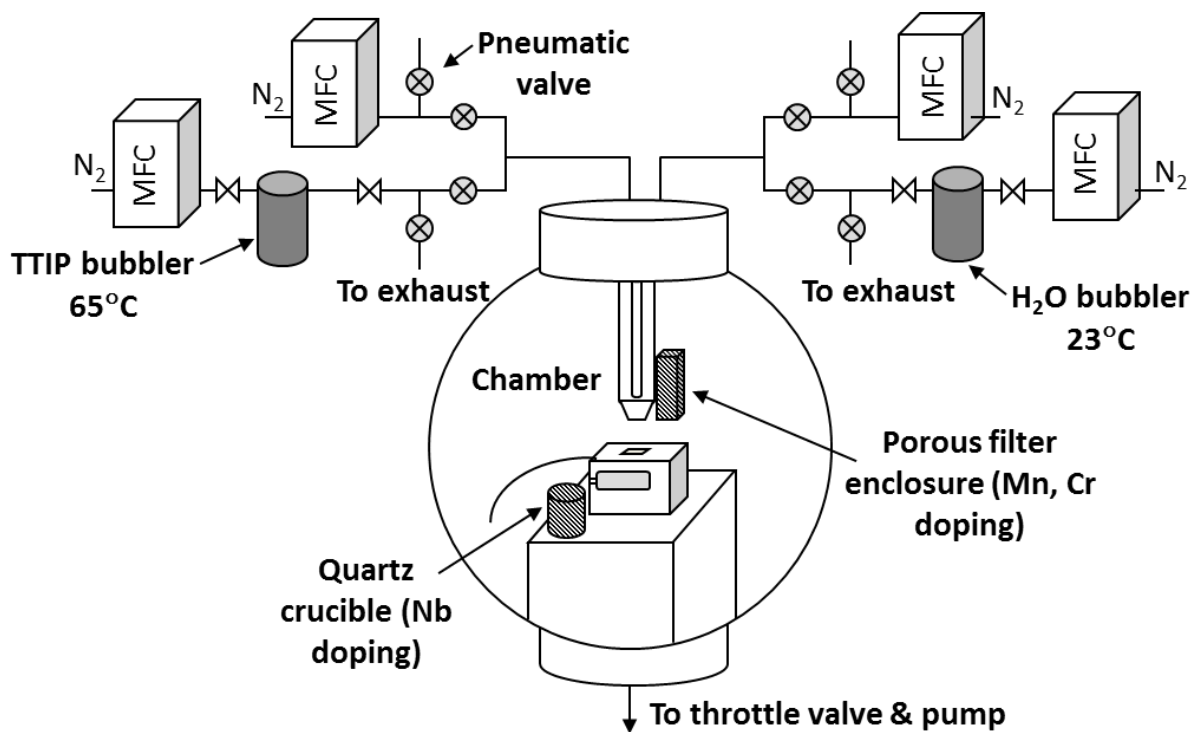 Pneumatic
valve
MFC
N2
MFC
N2
TTIP bubbler
65°C
To exhaust
MFC
N2
MFC
N2
To exhaust
H2O bubbler
23°C
Chamber
Porous filter
enclosure (Mn, Cr
doping)
Quartz
crucible (Nb
doping)
To throttle valve & pump